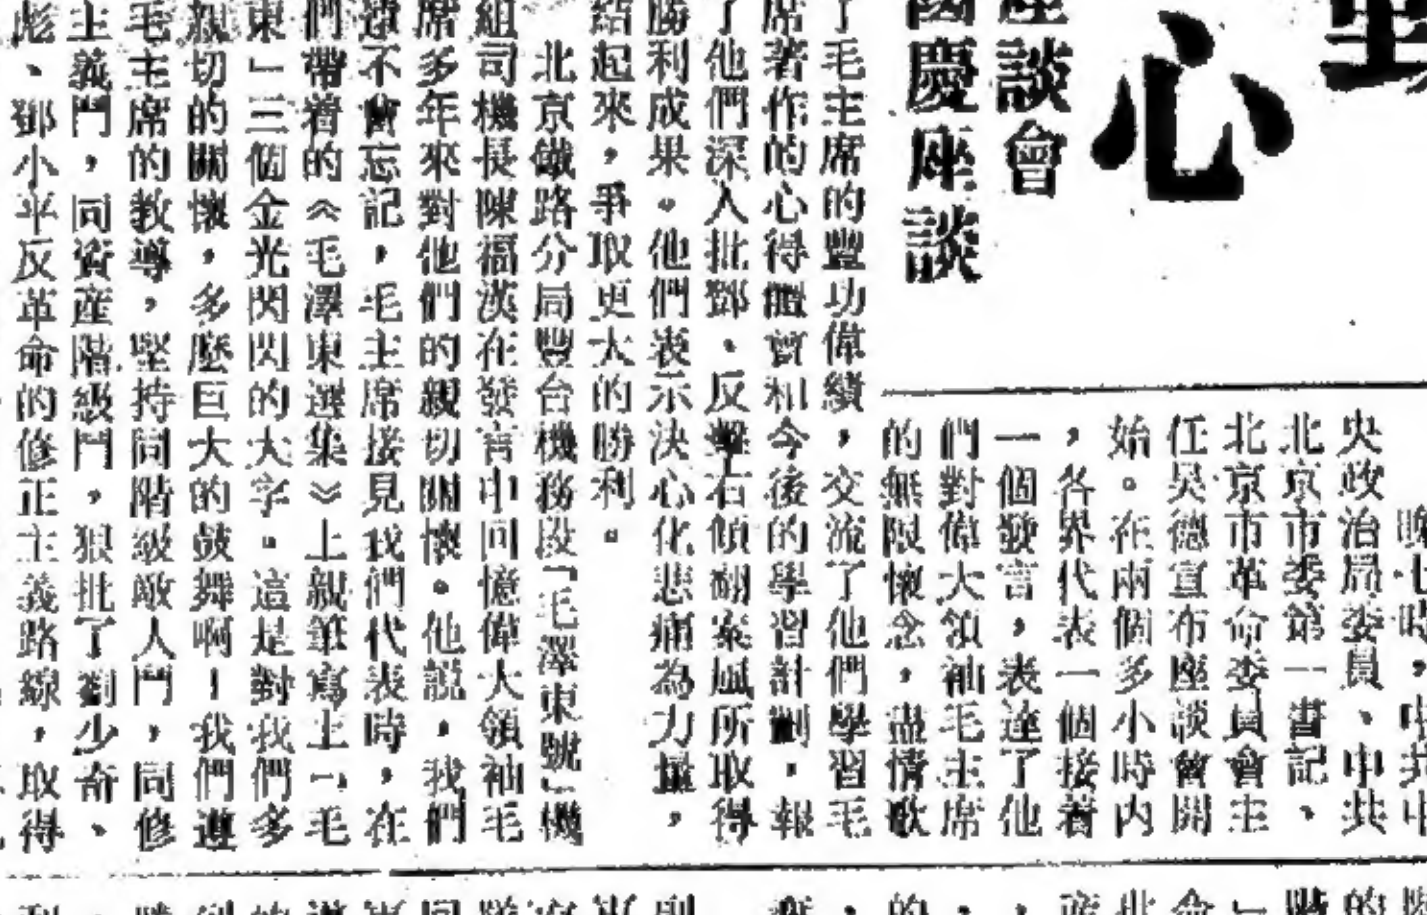 心
座談會
國慶座談
晚七時，中共中
央政治局委員、中共
北京市委第一書記、
北京市革命委員會主
任吳德宣布座談會開
始。在兩個多小時內
，各界代表一個接着
一個發言，表達了他
們對偉大領袖毛主席
的無限懷念，盡情歌
了毛主席的豐功偉績，交流了他們學習毛
席著作的心得體會和今後的學習計劃，報
了他們深入批鄧、反擊右傾翻案風所取得
勝利成果。他們表示決心化悲痛為力量，
結起來，爭取更大的勝利。
北京鐵路分局豐台機務段「毛澤東號」機
組司機長陳福漢在發言中回憶偉大領袖毛
席多年來對他們的親切關懷。他說，我們
遠不會忘記，毛主席接見我們代表時，在
們帶着的《毛澤東選集》上親筆寫上「毛
東」三個金光閃閃的大字。這是對我們多
親切的關懷，多麼巨大的鼓舞啊！我們遵
毛主席的教導，堅持同階級敵人鬥，同修
主義鬥，同資產階級鬥，狠批了劉少奇、
彪、鄧小平反革命的修正主義路線，取得